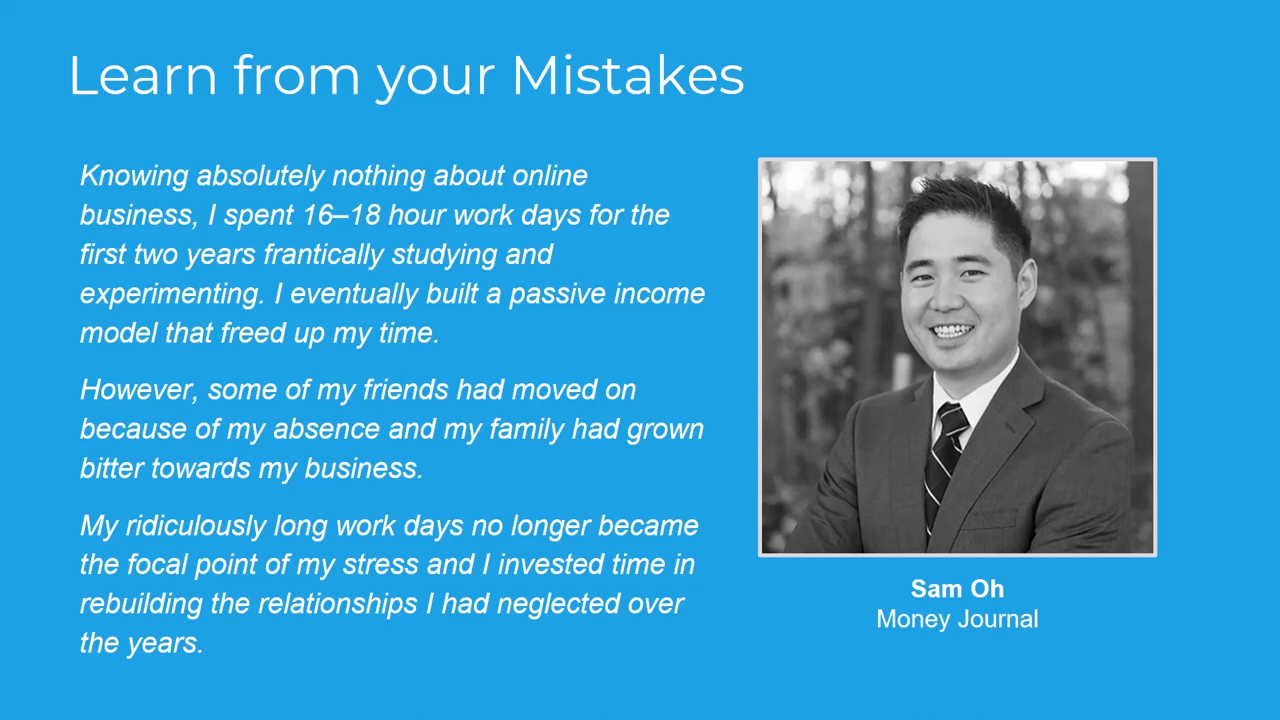 Learn from your Mistakes
Knowing absolutely nothing about online
business, I spent 16–18 hour work days for the
first two years frantically studying and
experimenting. I eventually built a passive income
model that freed up my time.
However, some of my friends had moved on
because of my absence and my family had grown
bitter towards my business.
My ridiculously long work days no longer became
the focal point of my stress and I invested time in
rebuilding the relationships I had neglected over
the years.
Sam Oh
Money Journal